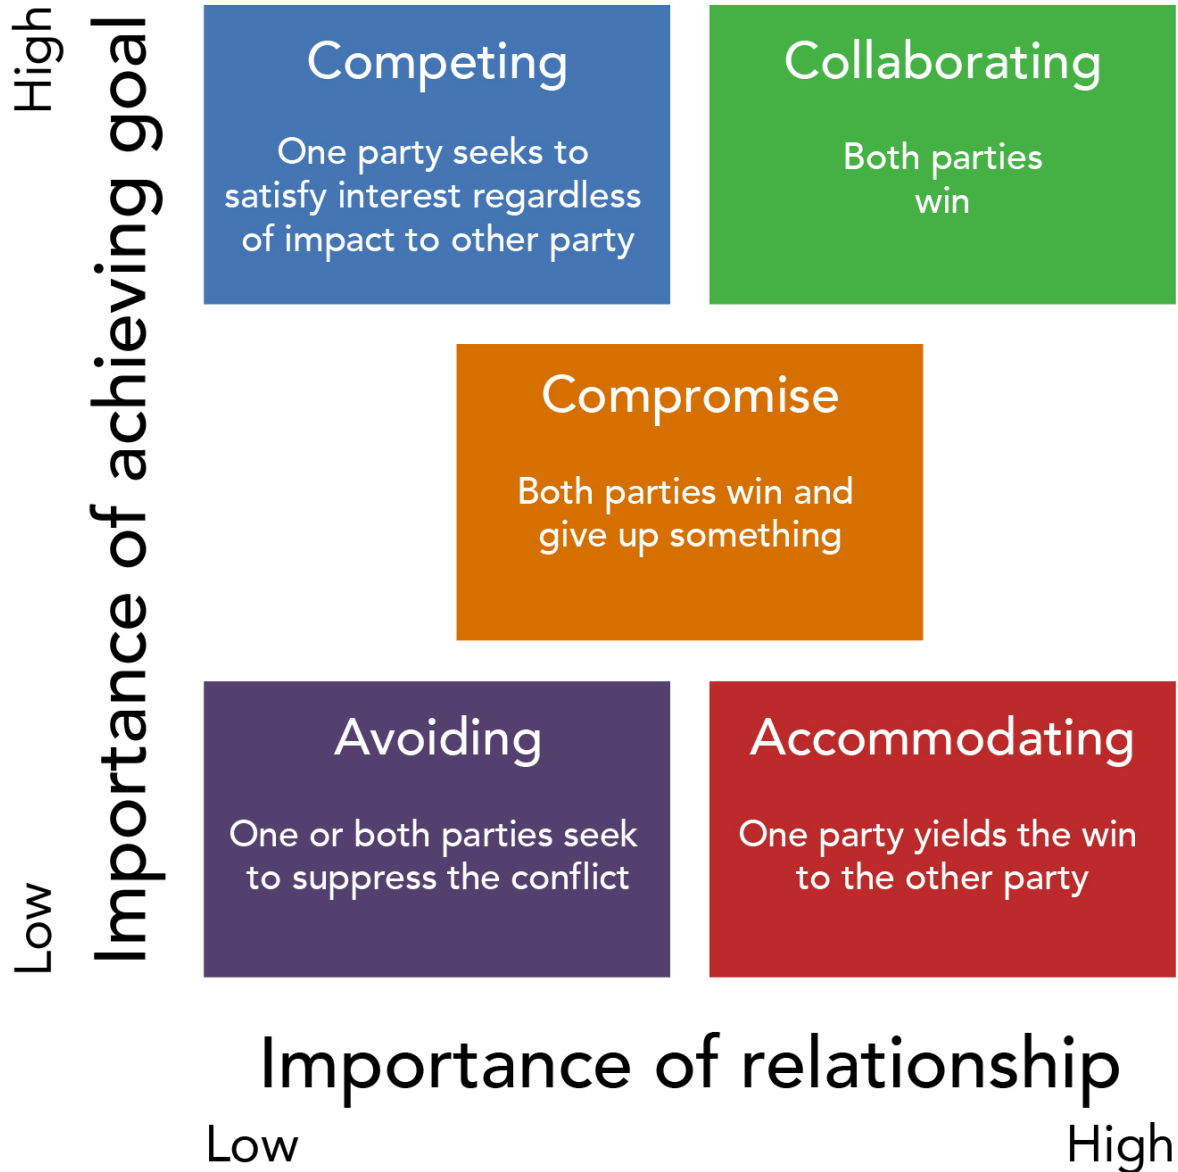 High
Importance of achieving goal
Low
Competing
One party seeks to
satisfy interest regardless
of impact to other party
Collaborating
Both parties
win
Compromise
Both parties win and
give up something
Avoiding
One or both parties seek
to suppress the conflict
Accommodating
One party yields the win
to the other party
Importance of relationship
Low
High